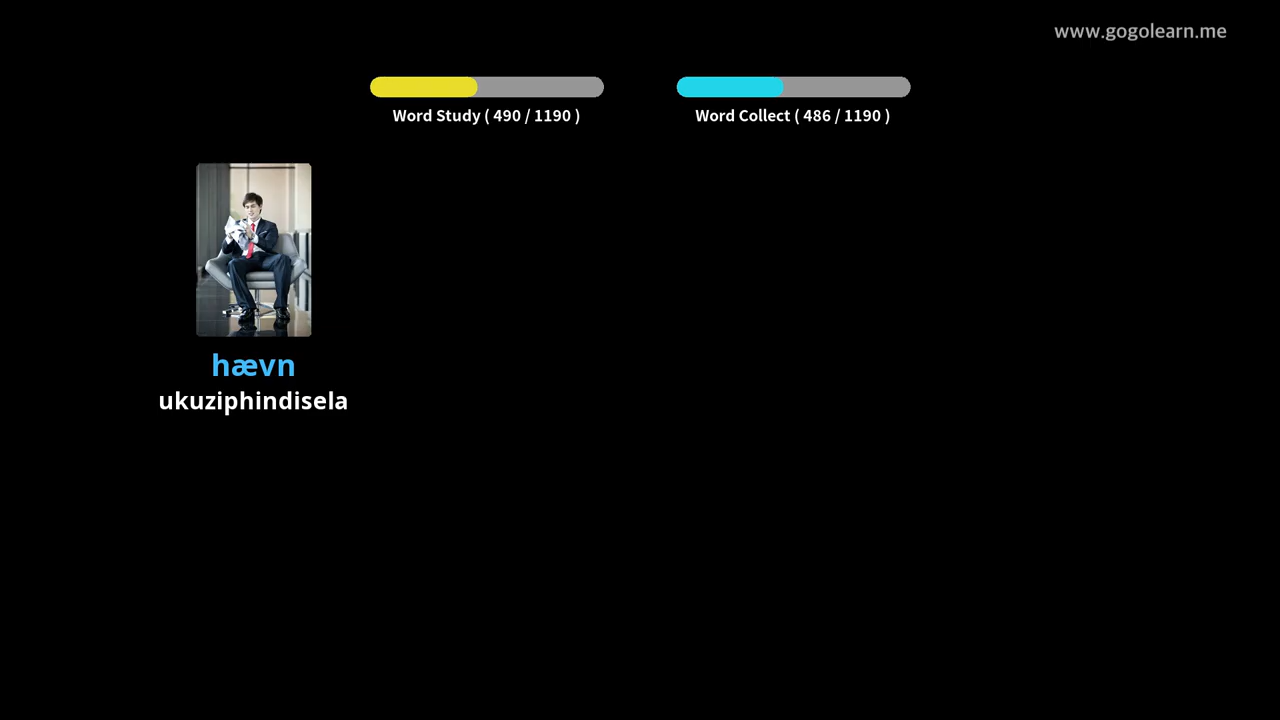 www.gogolearn.me
Word Study ( 490 / 1190 )
Word Collect ( 486 / 1190 )
hævn
ukuziphindisela